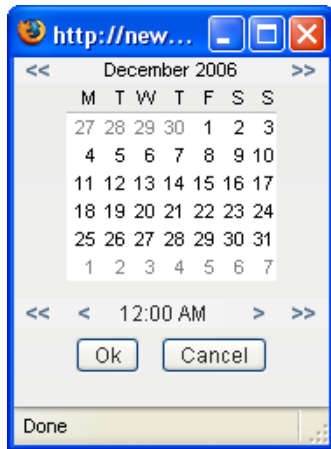 http://new...
<< December 2006 >>
M T W T F S S
27 28 29 30 1 2 3
4 5 6 7 8 9 10
11 12 13 14 15 16 17
18 19 20 21 22 23 24
25 26 27 28 29 30 31
1 2 3 4 5 6 7
<< < 12:00 AM > >>
Ok Cancel
Done